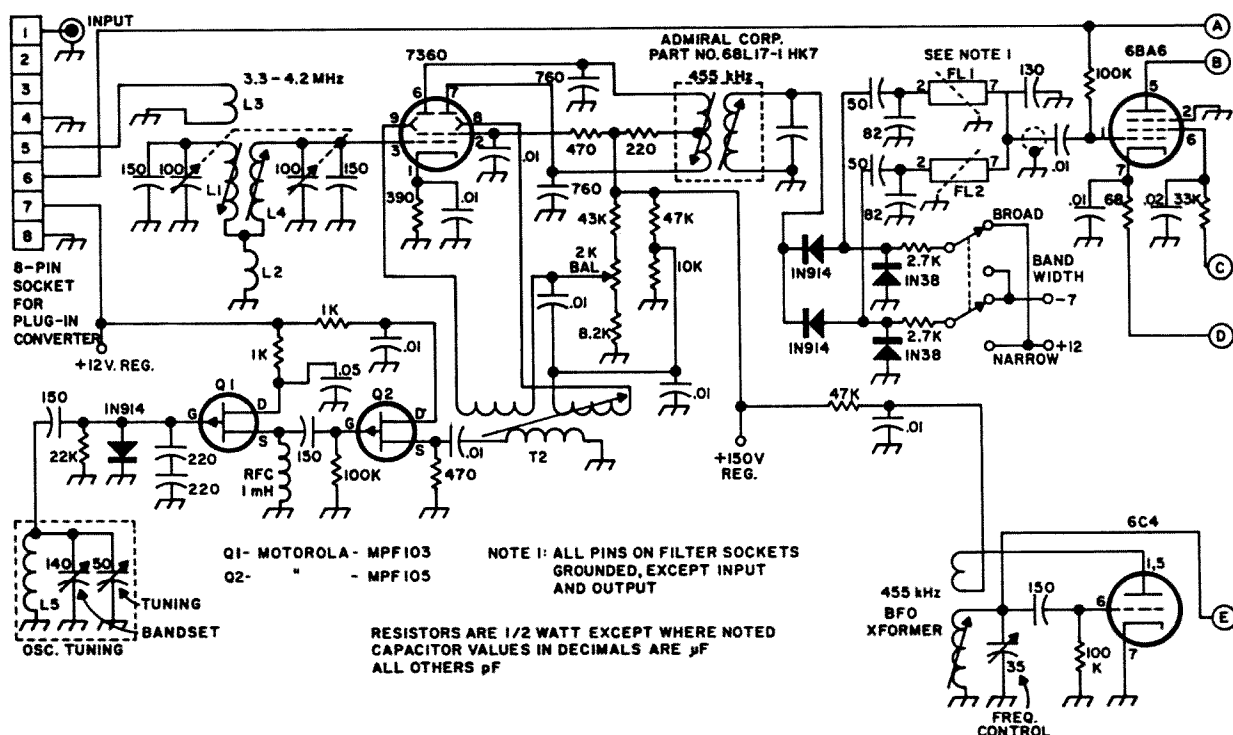 1
INPUT
2
3
4
5
6
7
8
8-PIN
SOCKET
FOR
PLUG-IN
CONVERTER
3.3-4.2 MHz
L3
150
100
L1
L4
100
150
L2
7360
6
7
9
8
3
2
1
390
.01
.01
760
470
220
760
ADMIRAL CORP.
PART NO. 68L17-1 HK7
455 kHz
43K
47K
2K
BAL
10K
.01
8.2K
.01
SEE NOTE 1
50
2
FL1
7
130
82
50
2
7
FL2
82
.01
100K
6BA6
5
2
1
6
7
.01
68
.02
33K
A
B
C
D
1N914
2.7K
1N38
BROAD
BAND
WIDTH
-7
1N914
2.7K
1N38
+12
NARROW
+12V. REG.
1K
1K
.01
.05
150
1N914
22K
220
220
Q1
G
D
S
RFC
1 mH
150
100K
Q2
G
D
S
470
.01
T2
+150V
REG.
47K
.01
L5
140
50
TUNING
BANDSET
OSC. TUNING
Q1- MOTOROLA - MPF103
Q2- " - MPF105
NOTE 1: ALL PINS ON FILTER SOCKETS
GROUNDED, EXCEPT INPUT
AND OUTPUT
RESISTORS ARE 1/2 WATT EXCEPT WHERE NOTED
CAPACITOR VALUES IN DECIMALS ARE μF
ALL OTHERS pF
455 kHz
BFO
XFORMER
35
FREQ.
CONTROL
150
100
K
6C4
1,5
6
7
E